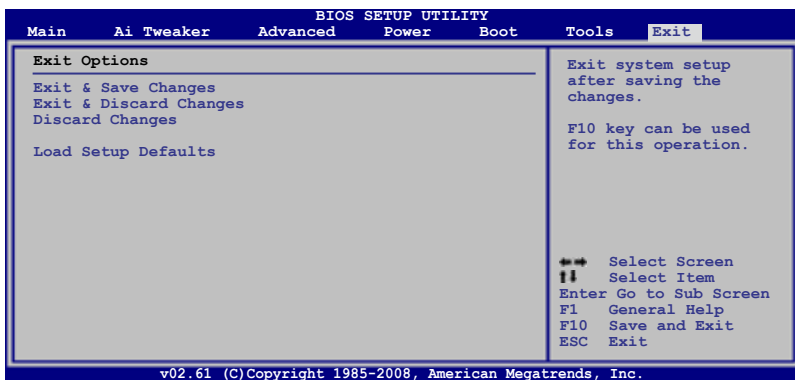 BIOS SETUP UTILITY
Main Ai Tweaker Advanced Power Boot Tools Exit
Exit Options
Exit & Save Changes
Exit & Discard Changes
Discard Changes
Load Setup Defaults
Exit system setup
after saving the
changes.
F10 key can be used
for this operation.
Select Screen
Select Item
Enter Go to Sub Screen
F1 General Help
F10 Save and Exit
ESC Exit
v02.61 (C)Copyright 1985-2008, American Megatrends, Inc.